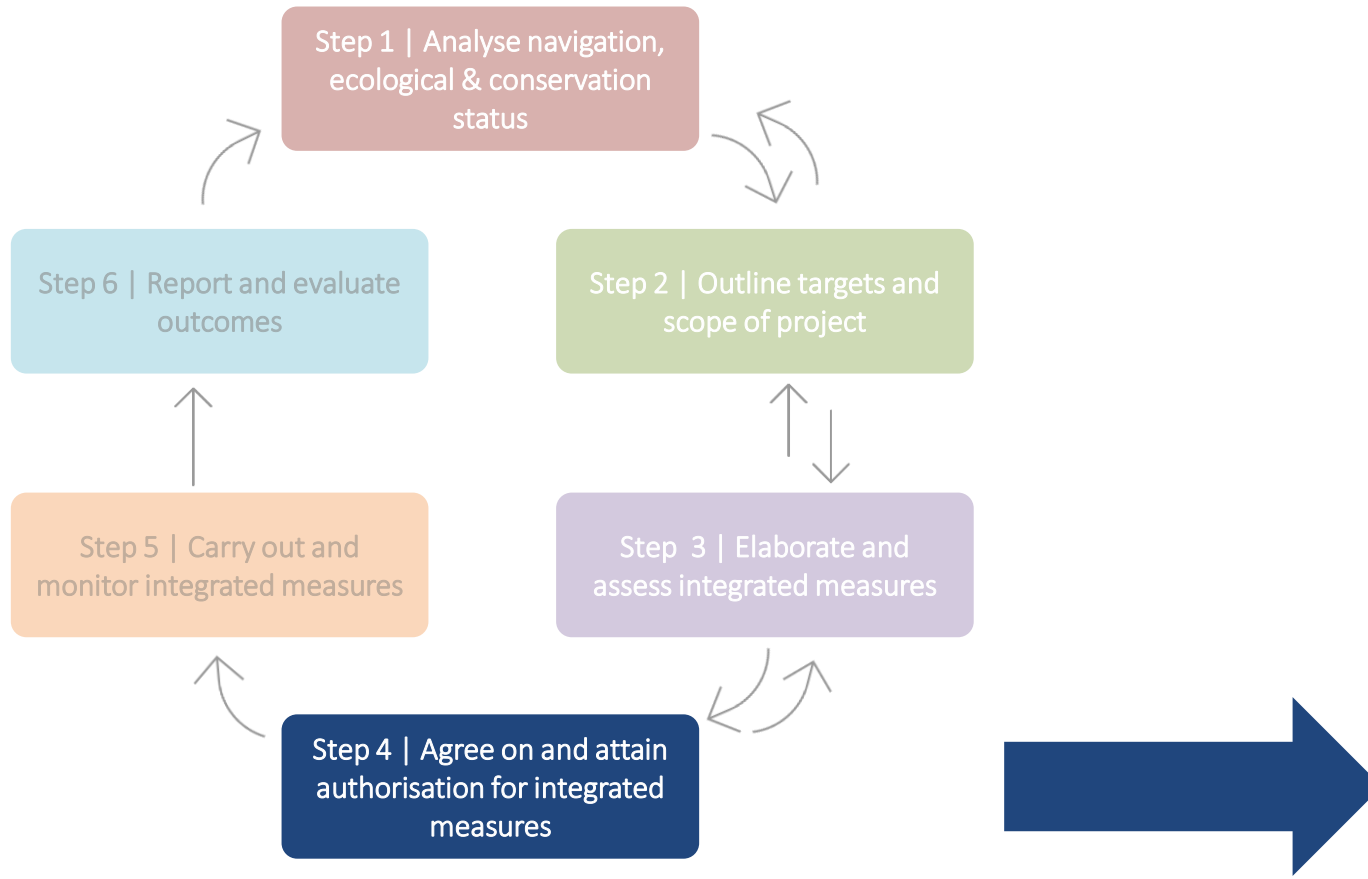 Step 1 | Analyse navigation,
ecological & conservation
status
Step 2 | Outline targets and
scope of project
Step  3 | Elaborate and
assess integrated measures
Step 4 | Agree on and attain
authorisation for integrated
measures
Step 5 | Carry out and
monitor integrated measures
Step 6 | Report and evaluate
outcomes